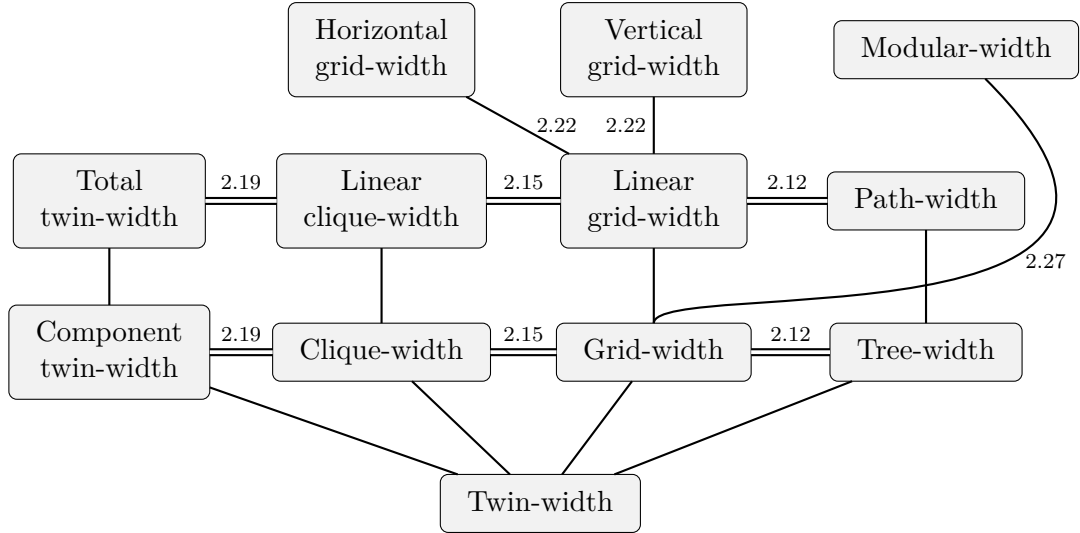 Horizontal
grid-width
Vertical
grid-width
Modular-width
2.22
2.22
Total
twin-width
2.19
Linear
clique-width
2.15
Linear
grid-width
2.12
Path-width
2.27
Component
twin-width
2.19
Clique-width
2.15
Grid-width
2.12
Tree-width
Twin-width